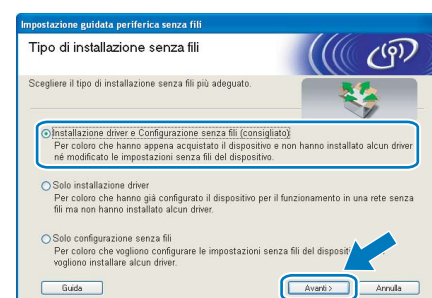 Impostazione guidata periferica senza fili
Tipo di installazione senza fili
Scegliere il tipo di installazione senza fili più adeguato.
Installazione driver e Configurazione senza fili (consigliato)
Per coloro che hanno appena acquistato il dispositivo e non hanno installato alcun driver
né modificato le impostazioni senza fili del dispositivo.
Solo installazione driver
Per coloro che hanno già configurato il dispositivo per il funzionamento in una rete senza
fili ma non hanno installato alcun driver.
Solo configurazione senza fili
Per coloro che vogliono configurare le impostazioni senza fili del
vogliono installare alcun driver.
Guida
Avanti >
Annulla